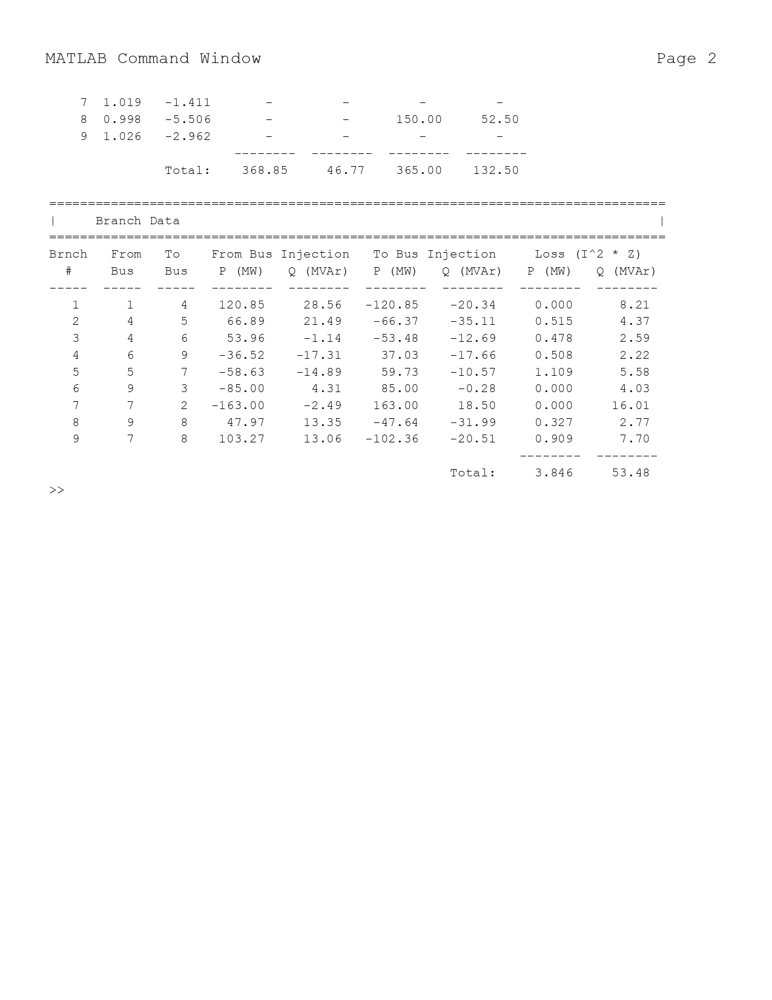 MATLAB Command Window Page 2
7 1.019 -1.411 - - - -
8 0.998 -5.506 - - 150.00 52.50
9 1.026 -2.962 - - - -
-------- -------- -------- --------
Total: 368.85 46.77 365.00 132.50
================================================================================
| Branch Data |
================================================================================
Brnch From To From Bus Injection To Bus Injection Loss (I^2 * Z)
# Bus Bus P (MW) Q (MVAr) P (MW) Q (MVAr) P (MW) Q (MVAr)
----- ----- ----- -------- -------- -------- -------- -------- --------
1 1 4 120.85 28.56 -120.85 -20.34 0.000 8.21
2 4 5 66.89 21.49 -66.37 -35.11 0.515 4.37
3 4 6 53.96 -1.14 -53.48 -12.69 0.478 2.59
4 6 9 -36.52 -17.31 37.03 -17.66 0.508 2.22
5 5 7 -58.63 -14.89 59.73 -10.57 1.109 5.58
6 9 3 -85.00 4.31 85.00 -0.28 0.000 4.03
7 7 2 -163.00 -2.49 163.00 18.50 0.000 16.01
8 9 8 47.97 13.35 -47.64 -31.99 0.327 2.77
9 7 8 103.27 13.06 -102.36 -20.51 0.909 7.70
-------- --------
Total: 3.846 53.48
>>